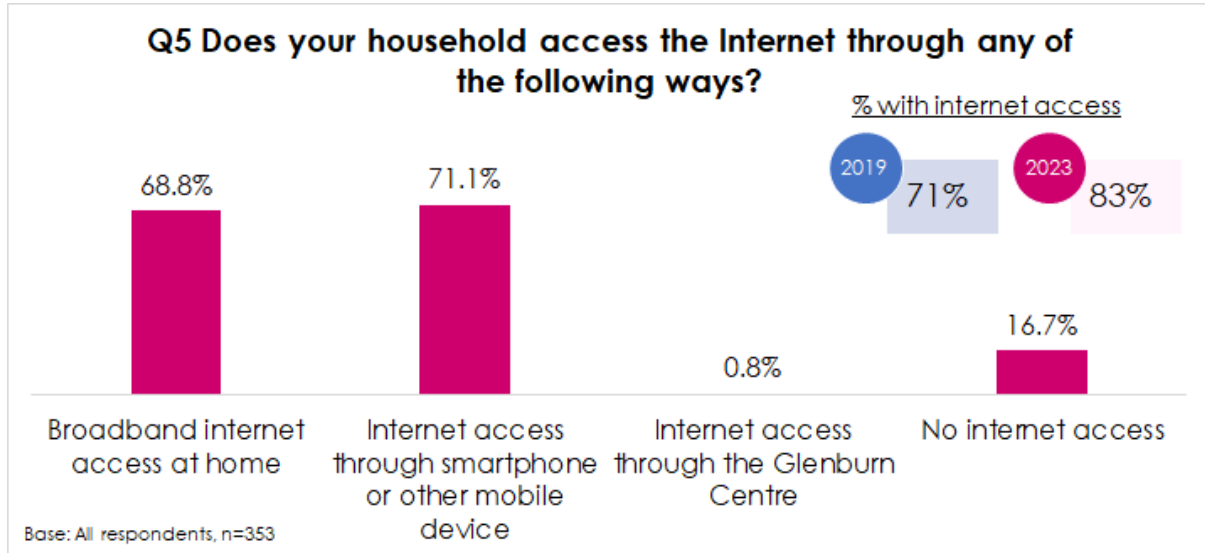 Q5 Does your household access the Internet through any of
the following ways?
% with internet access
2019
71%
2023
83%
68.8%
71.1%
0.8%
16.7%
Broadband internet
access at home
Internet access
through smartphone
or other mobile
device
Internet access
through the Glenburn
Centre
No internet access
Base: All respondents, n=353